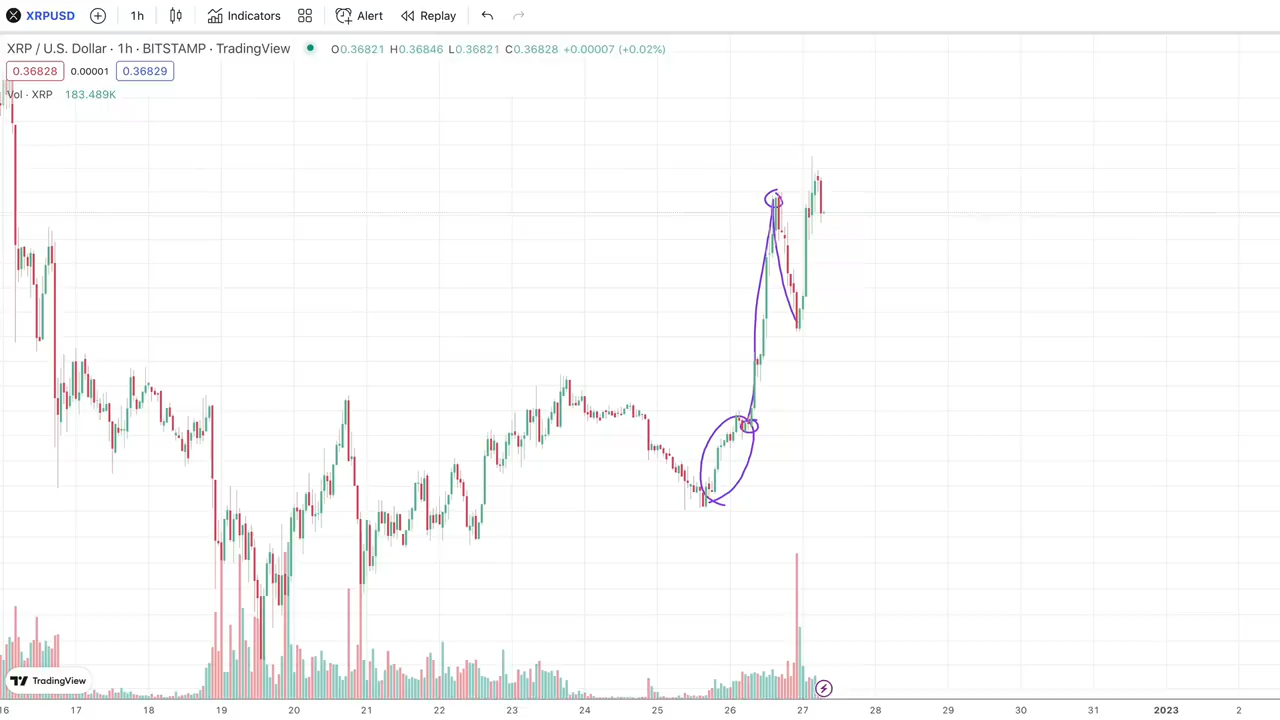 XRPUSD 1h Indicators Alert Replay
XRP / U.S. Dollar · 1h · BITSTAMP · TradingView O0.36821 H0.36846 L0.36821 C0.36828 +0.00007 (+0.02%)
0.36828 0.00001 0.36829
Vol · XRP 183.489K
TradingView
16 17 18 19 20 21 22 23 24 25 26 27 28 29 30 31 2023 2